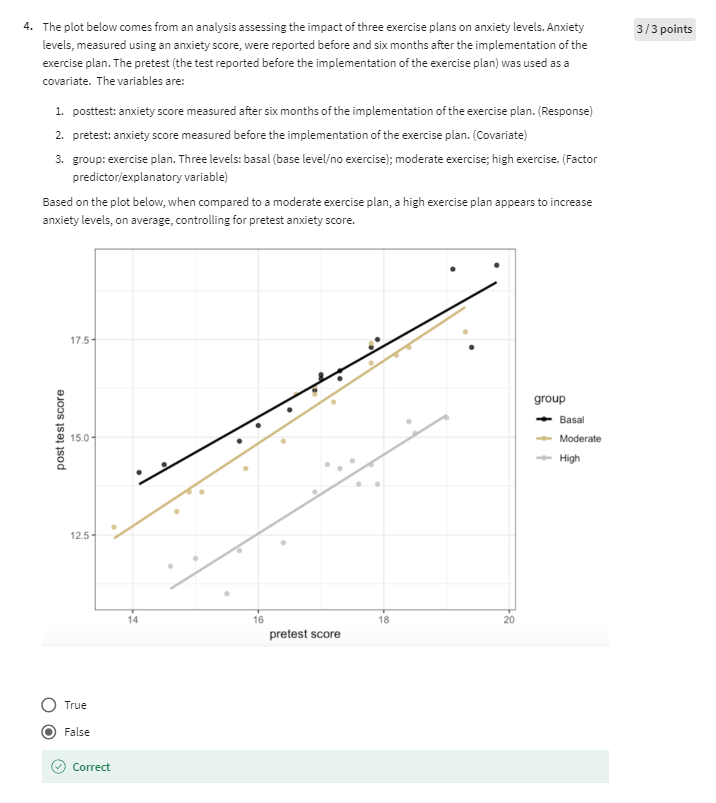 4. The plot below comes from an analysis assessing the impact of three exercise plans on anxiety levels. Anxiety
3 / 3 points
levels, measured using an anxiety score, were reported before and six months after the implementation of the
exercise plan. The pretest (the test reported before the implementation of the exercise plan) was used as a
covariate. The variables are:
1. posttest: anxiety score measured after six months of the implementation of the exercise plan. (Response)
2. pretest: anxiety score measured before the implementation of the exercise plan. (Covariate)
3. group: exercise plan. Three levels: basal (base level/no exercise); moderate exercise; high exercise. (Factor
predictor/explanatory variable)
Based on the plot below, when compared to a moderate exercise plan, a high exercise plan appears to increase
anxiety levels, on average, controlling for pretest anxiety score.
17.5
15.0
12.5
post test score
14
16
18
20
pretest score
group
Basal
Moderate
High
True
False
Correct